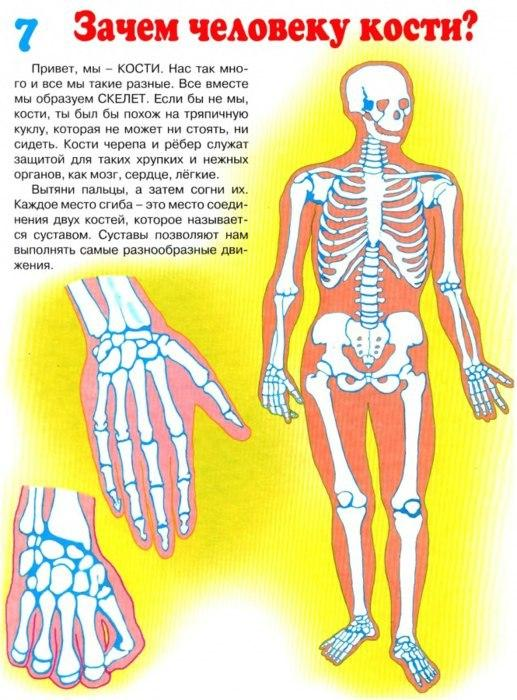 7 Зачем человеку кости?
Привет, мы – КОСТИ. Нас так мно-
го и все мы такие разные. Все вместе
мы образуем СКЕЛЕТ. Если бы не мы,
кости, ты был бы похож на тряпичную
куклу, которая не может ни стоять, ни
сидеть. Кости черепа и рёбер служат
защитой для таких хрупких и нежных
органов, как мозг, сердце, лёгкие.
Вытяни пальцы, а затем согни их.
Каждое место сгиба – это место соеди-
нения двух костей, которое называет-
ся суставом. Суставы позволяют нам
выполнять самые разнообразные дви-
жения.